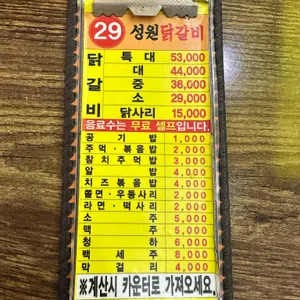 29 성원닭갈비
닭갈비
특대 53,000
대 44,000
중 36,000
소 29,000
닭사리 15,000
음료수는 무료 셀프입니다.
공기밥 1,000
주먹·볶음밥 2,000
참치주먹밥 3,000
알밥 4,000
치즈볶음밥 4,000
쫄면·우동사리 2,000
라면·떡사리 2,000
소주 5,000
맥주 5,000
청하 6,000
백세주 8,000
막걸리 4,000
※계산시 카운터로 가져오세요.